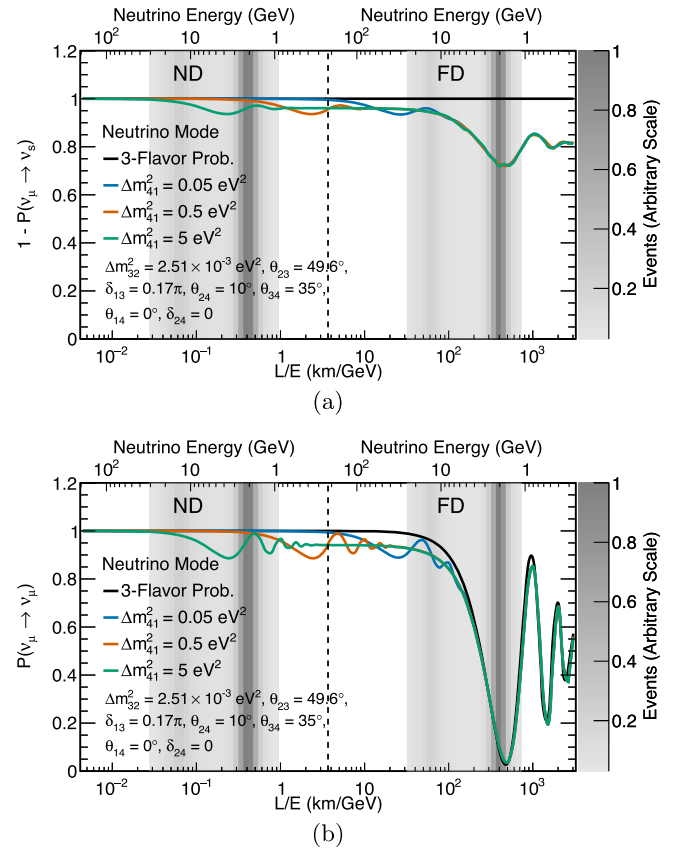 Neutrino Energy (GeV) Neutrino Energy (GeV)
10² 10 1 10² 10 1
1.2 1
ND FD
1 0.8
0.8 Neutrino Mode
3-Flavor Prob.
0.6 Δm²₄₁ = 0.05 eV² 0.6
Δm²₄₁ = 0.5 eV²
0.4 Δm²₄₁ = 5 eV² 0.4
Δm²₃₂ = 2.51 × 10⁻³ eV², θ₂₃ = 49.6°,
0.2 δ₁₃ = 0.17π, θ₂₄ = 10°, θ₃₄ = 35°, 0.2
θ₁₄ = 0°, δ₂₄ = 0
0
10⁻² 10⁻¹ 1 10 10² 10³
L/E (km/GeV)
1 - P(νμ → νs)
Events (Arbitrary Scale)
(a)
Neutrino Energy (GeV) Neutrino Energy (GeV)
10² 10 1 10² 10 1
1.2 1
ND FD
1 0.8
0.8 Neutrino Mode
3-Flavor Prob.
0.6 Δm²₄₁ = 0.05 eV² 0.6
Δm²₄₁ = 0.5 eV²
0.4 Δm²₄₁ = 5 eV² 0.4
Δm²₃₂ = 2.51 × 10⁻³ eV², θ₂₃ = 49.6°,
0.2 δ₁₃ = 0.17π, θ₂₄ = 10°, θ₃₄ = 35°, 0.2
θ₁₄ = 0°, δ₂₄ = 0
0
10⁻² 10⁻¹ 1 10 10² 10³
L/E (km/GeV)
P(νμ → νμ)
Events (Arbitrary Scale)
(b)